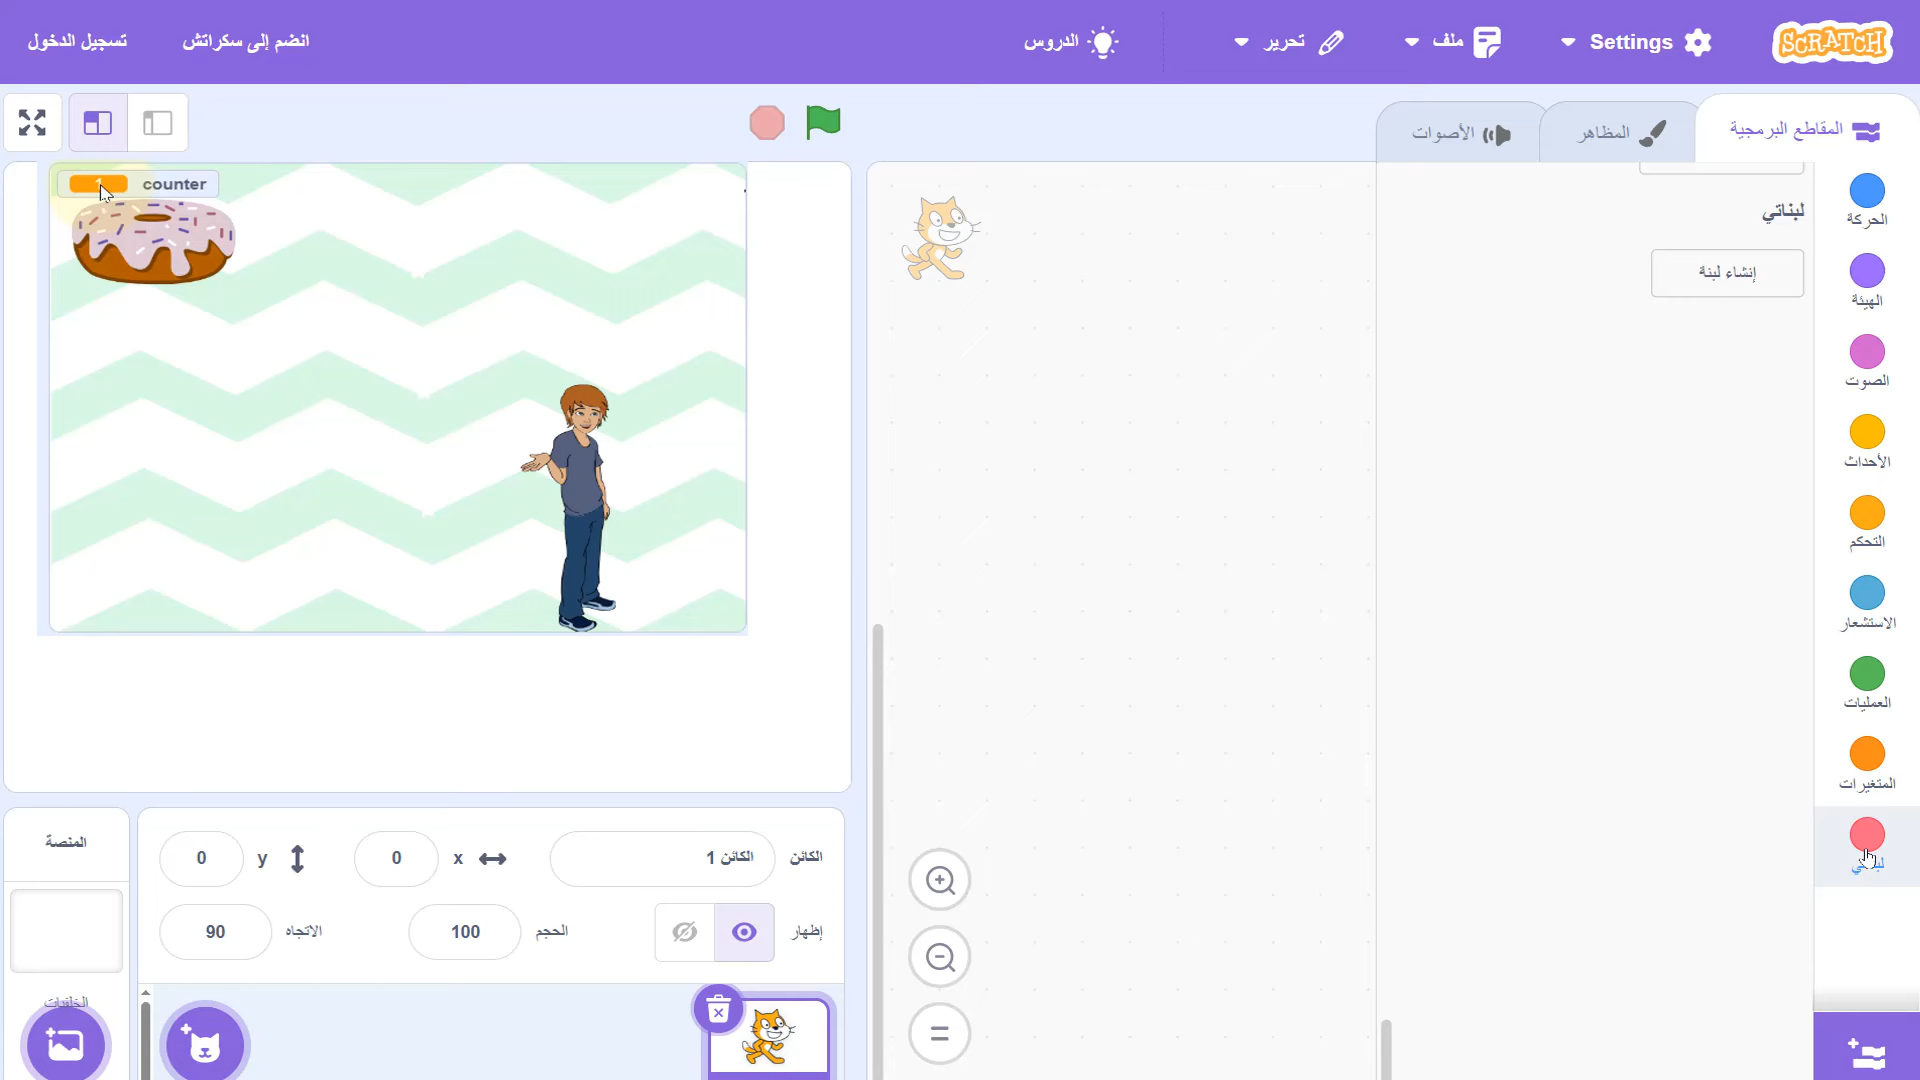 SCRATCH
Settings
ملف
تحرير
الدروس
انضم إلى سكراتش
تسجيل الدخول
المقاطع البرمجية
المظاهر
الأصوات
counter
1
لبناتي
إنشاء لبنة
الحركة
الهيئة
الصوت
الأحداث
التحكم
الاستشعار
العمليات
المتغيرات
لبناتي
الكائن
الكائن 1
x
0
y
0
إظهار
الحجم
100
الاتجاه
90
المنصة
الخلفيات